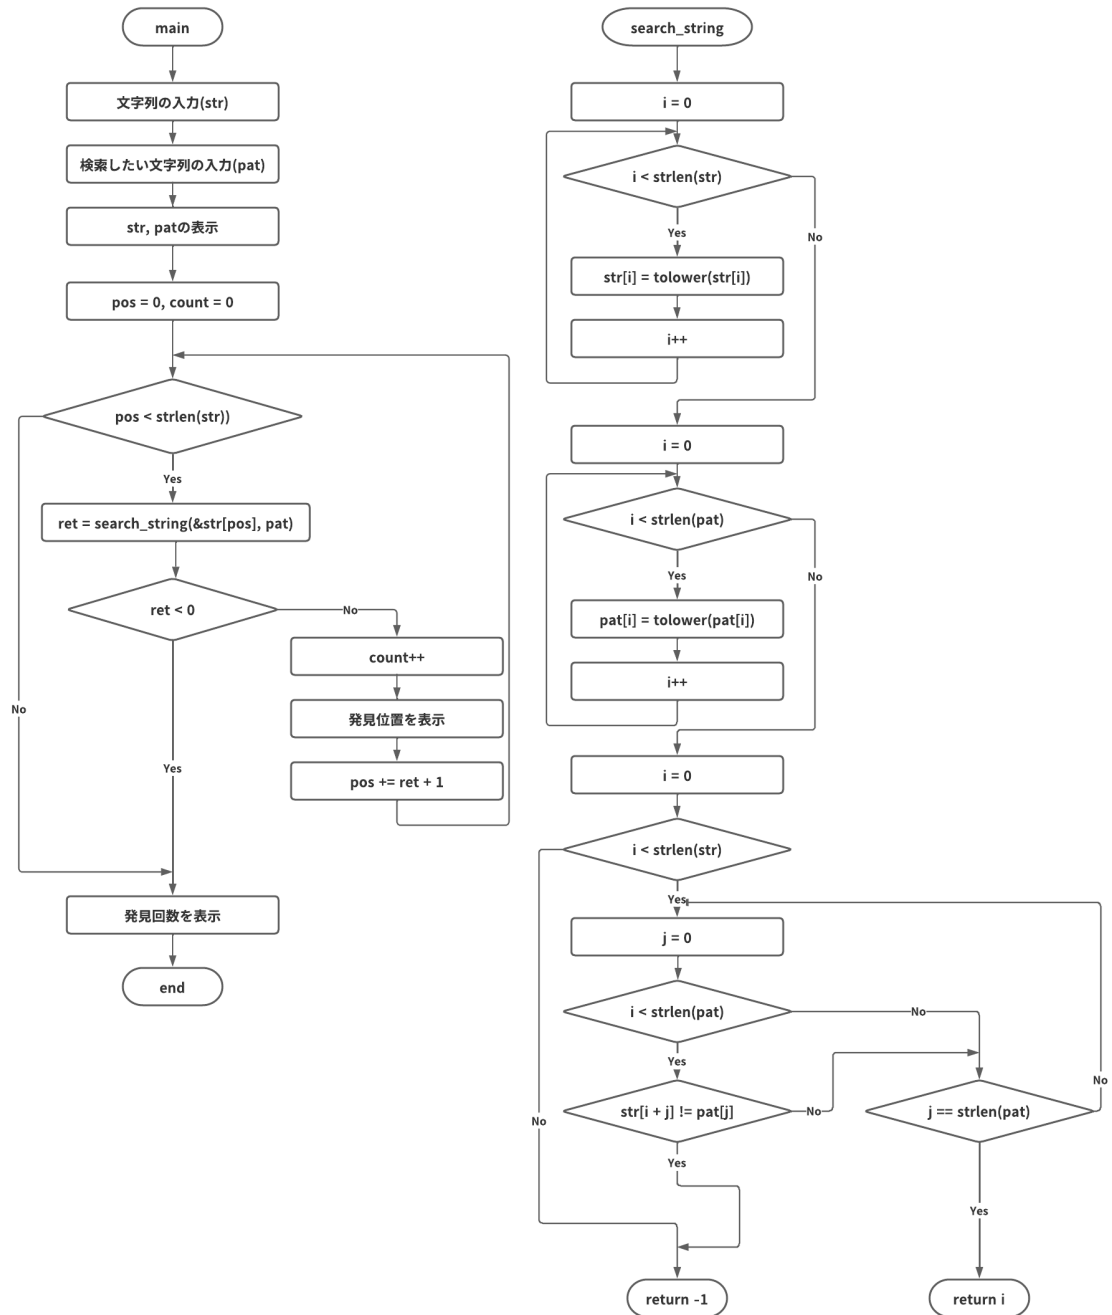 main
文字列の入力(str)
検索したい文字列の入力(pat)
str, patの表示
pos = 0, count = 0
pos < strlen(str))
Yes
ret = search_string(&str[pos], pat)
ret < 0
No
count++
発見位置を表示
pos += ret + 1
No
Yes
発見回数を表示
end
search_string
i = 0
i < strlen(str)
Yes
No
str[i] = tolower(str[i])
i++
i = 0
i < strlen(pat)
Yes
No
pat[i] = tolower(pat[i])
i++
i = 0
i < strlen(str)
Yes
j = 0
i < strlen(pat)
No
Yes
No
str[i + j] != pat[j]
No
j == strlen(pat)
No
Yes
Yes
return -1
return i